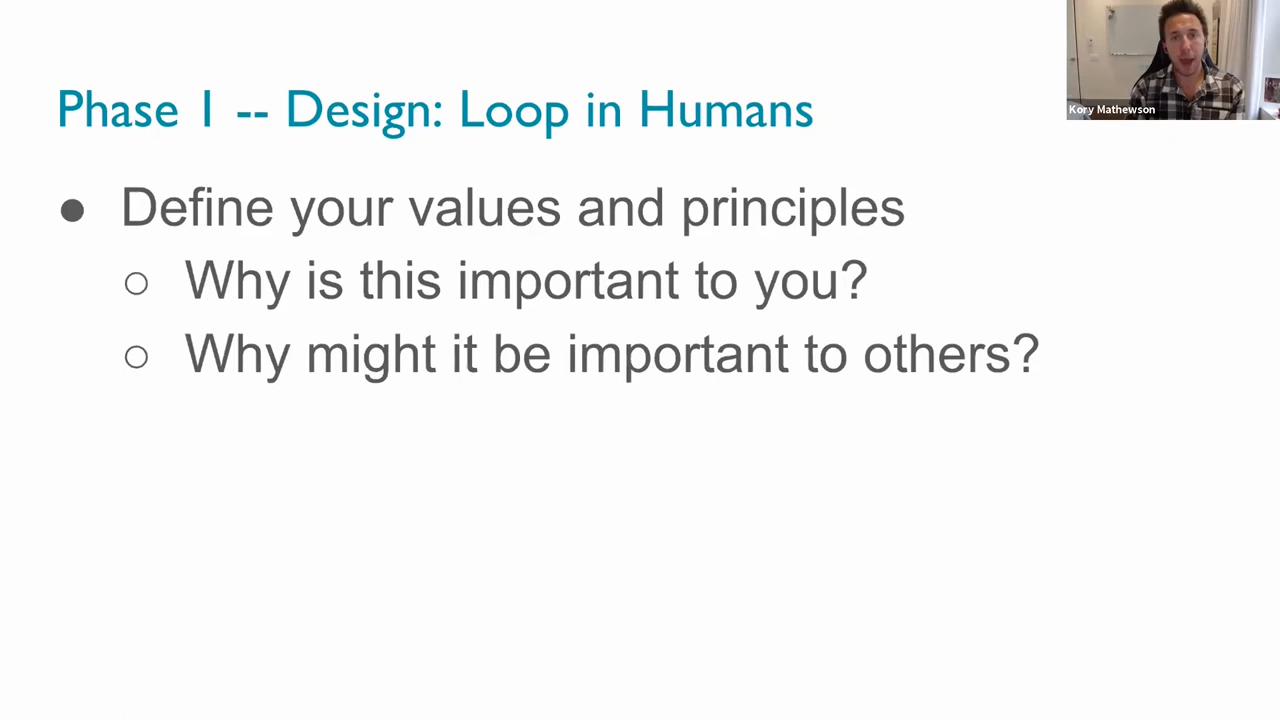 Phase 1 -- Design: Loop in Humans
● Define your values and principles
○ Why is this important to you?
○ Why might it be important to others?
Kory Mathewson